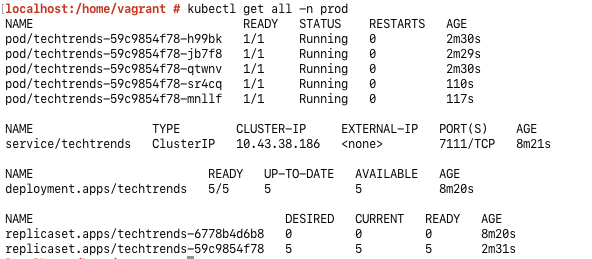 localhost:/home/vagrant # kubectl get all -n prod
NAME                             READY   STATUS    RESTARTS   AGE
pod/techtrends-59c9854f78-h99bk   1/1     Running   0          2m30s
pod/techtrends-59c9854f78-jb7f8   1/1     Running   0          2m29s
pod/techtrends-59c9854f78-qtwnv   1/1     Running   0          2m30s
pod/techtrends-59c9854f78-sr4cq   1/1     Running   0          110s
pod/techtrends-59c9854f78-mnllf   1/1     Running   0          117s
NAME                 TYPE        CLUSTER-IP     EXTERNAL-IP   PORT(S)    AGE
service/techtrends   ClusterIP   10.43.38.186   <none>        7111/TCP   8m21s
NAME                         READY   UP-TO-DATE   AVAILABLE   AGE
deployment.apps/techtrends   5/5     5            5           8m20s
NAME                                    DESIRED   CURRENT   READY   AGE
replicaset.apps/techtrends-6778b4d6b8   0         0         0       8m20s
replicaset.apps/techtrends-59c9854f78   5         5         5       2m31s